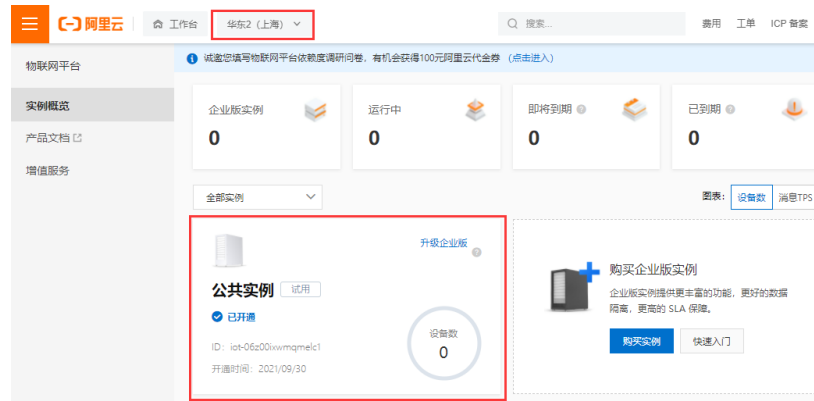 阿里云 工作台 华东2（上海） 搜索... 费用 工单 ICP 备案
物联网平台
诚邀您填写物联网平台依赖度调研问卷，有机会获得100元阿里云代金券 （点击进入）
实例概览
产品文档
增值服务
企业版实例
0
运行中
0
即将到期
0
已到期
0
全部实例
图表： 设备数 消息TPS
升级企业版
公共实例 试用
已开通
ID：iot-06z00ixwmqmelc1
开通时间：2021/09/30
设备数
0
购买企业版实例
企业版实例提供更丰富的功能，更好的数据
隔离，更高的 SLA 保障。
购买实例 快速入门